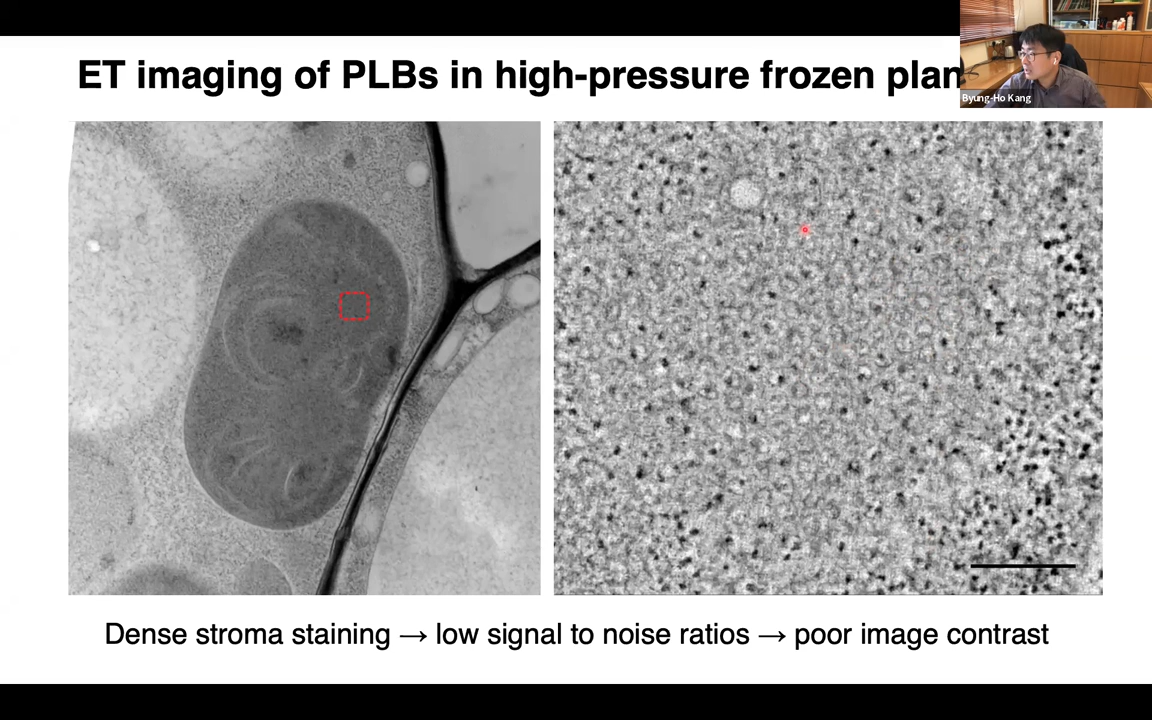 ET imaging of PLBs in high-pressure frozen plan
Byung-Ho Kang
Dense stroma staining → low signal to noise ratios → poor image contrast